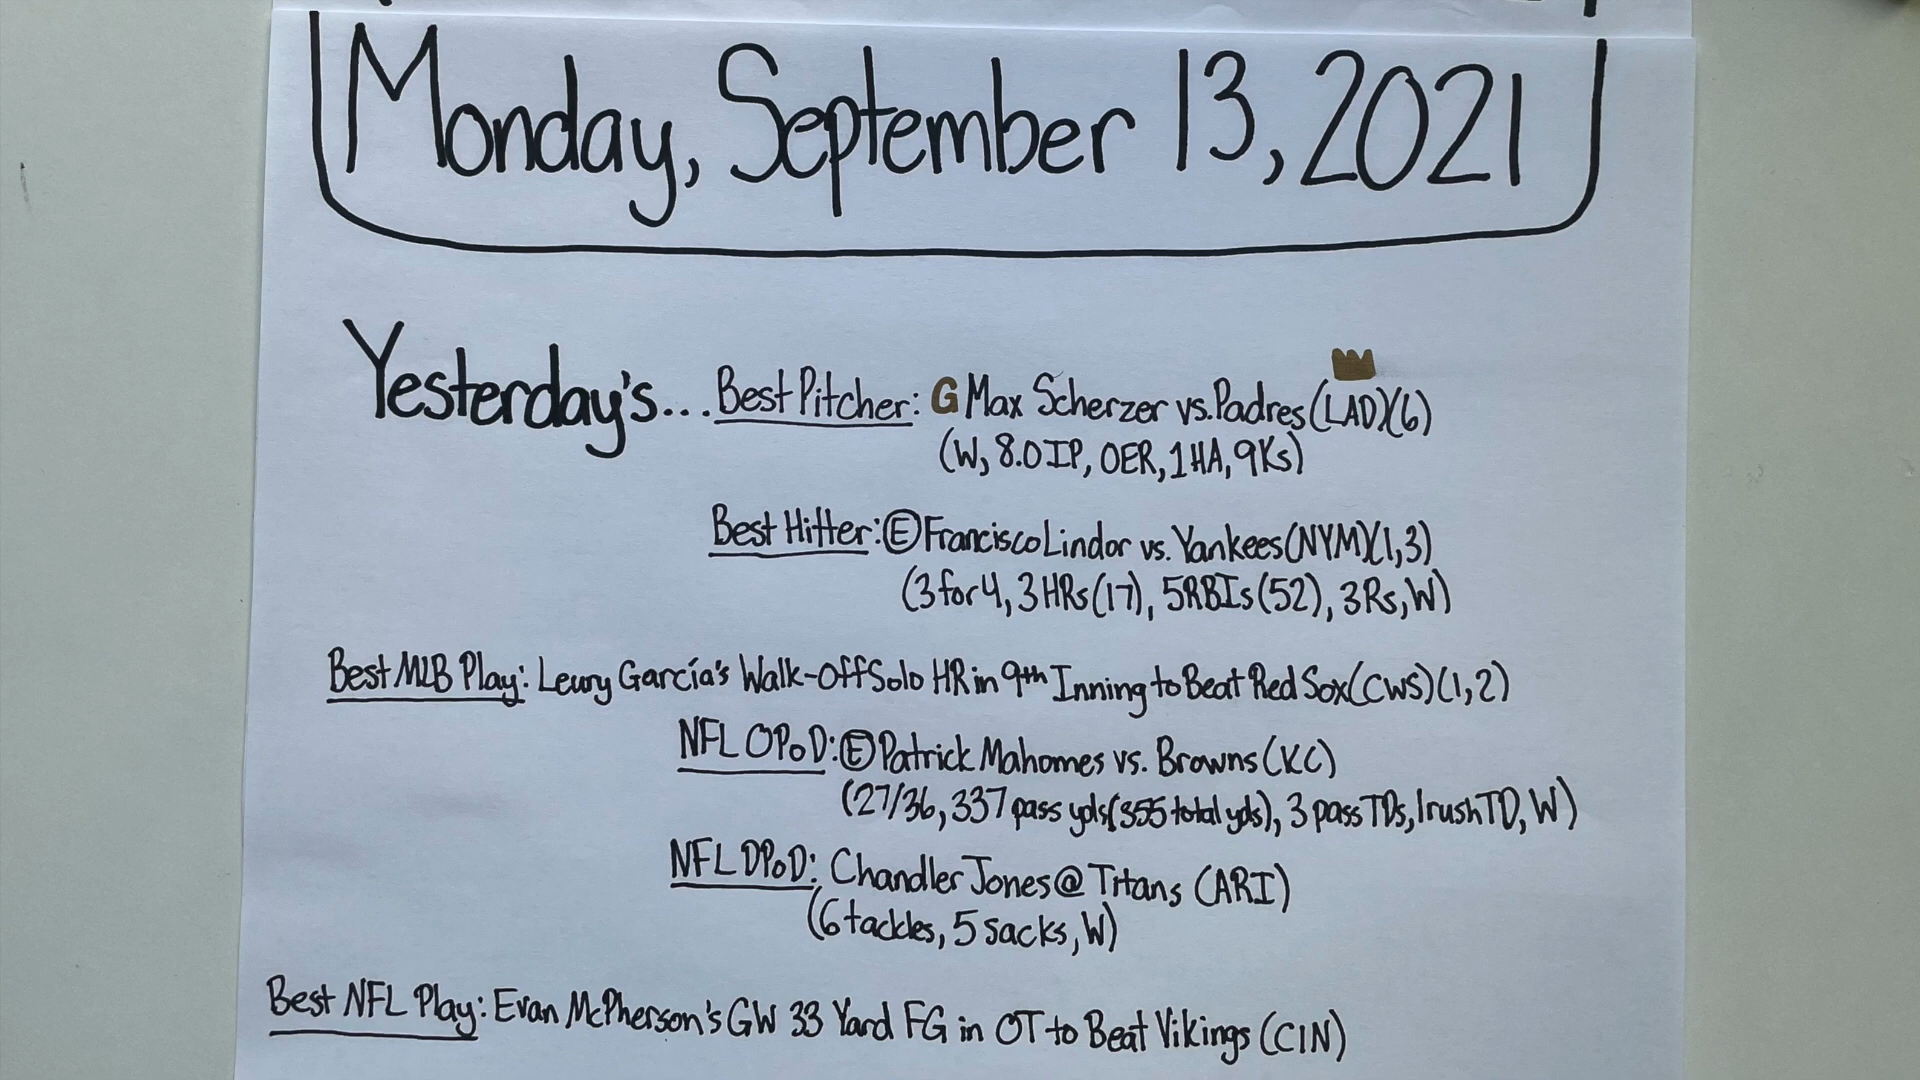 Monday, September 13, 2021
Yesterday's... Best Pitcher: G Max Scherzer vs. Padres (LAD)(6)
(W, 8.0 IP, 0ER, 1HA, 9Ks)
Best Hitter: Ⓔ Francisco Lindor vs. Yankees (NYM)(1,3)
(3 for 4, 3 HRs (17), 5RBIs (52), 3Rs, W)
Best MLB Play: Leury García's Walk-Off Solo HR in 9th Inning to Beat Red Sox (CWS)(1,2)
NFL OPoD: Ⓔ Patrick Mahomes vs. Browns (KC)
(27/36, 337 pass yds (355 total yds), 3 pass TDs, 1 rush TD, W)
NFL DPoD: Chandler Jones @ Titans (ARI)
(6 tackles, 5 sacks, W)
Best NFL Play: Evan McPherson's GW 33 Yard FG in OT to Beat Vikings (CIN)